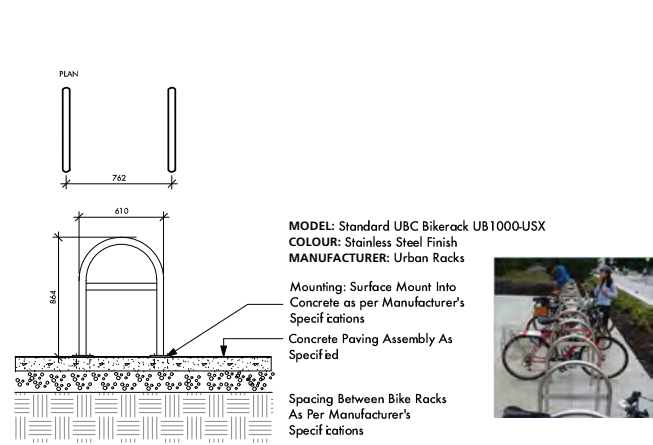 PLAN
762
610
864
MODEL: Standard UBC Bikerack UB1000-USX
COLOUR: Stainless Steel Finish
MANUFACTURER: Urban Racks
Mounting: Surface Mount Into
Concrete as per Manufacturer's
Specifications
Concrete Paving Assembly As
Specified
Spacing Between Bike Racks
As Per Manufacturer's
Specifications